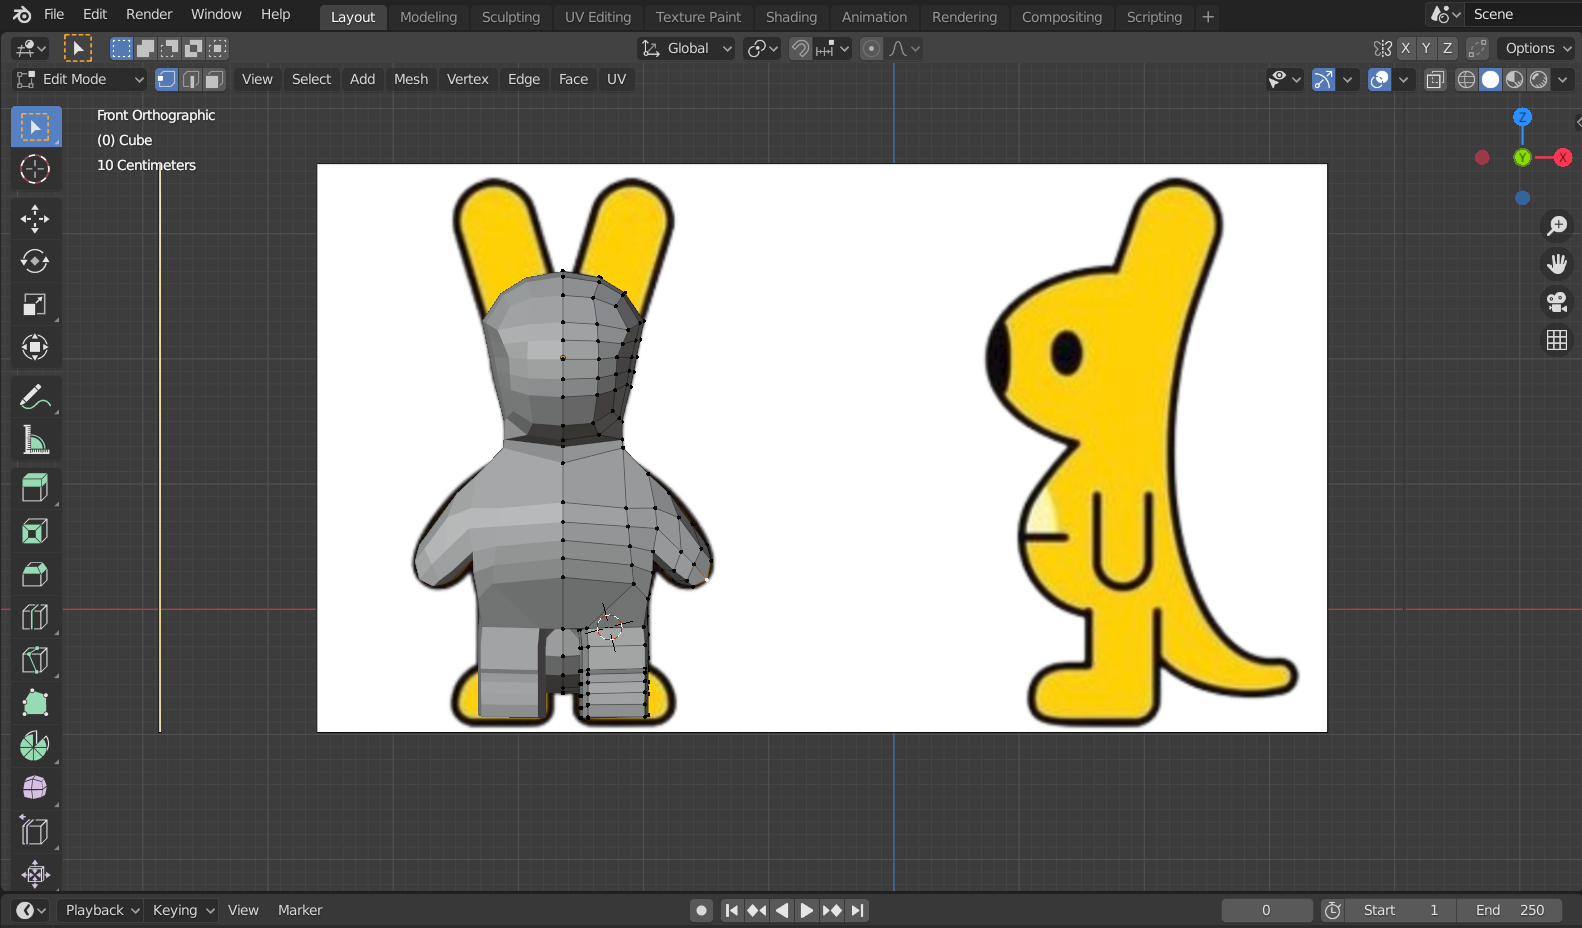 File Edit Render Window Help Layout Modeling Sculpting UV Editing Texture Paint Shading Animation Rendering Compositing Scripting + Scene
Global X Y Z Options
Edit Mode View Select Add Mesh Vertex Edge Face UV
Front Orthographic
(0) Cube
10 Centimeters
Z
Y X
Playback Keying View Marker 0 Start 1 End 250